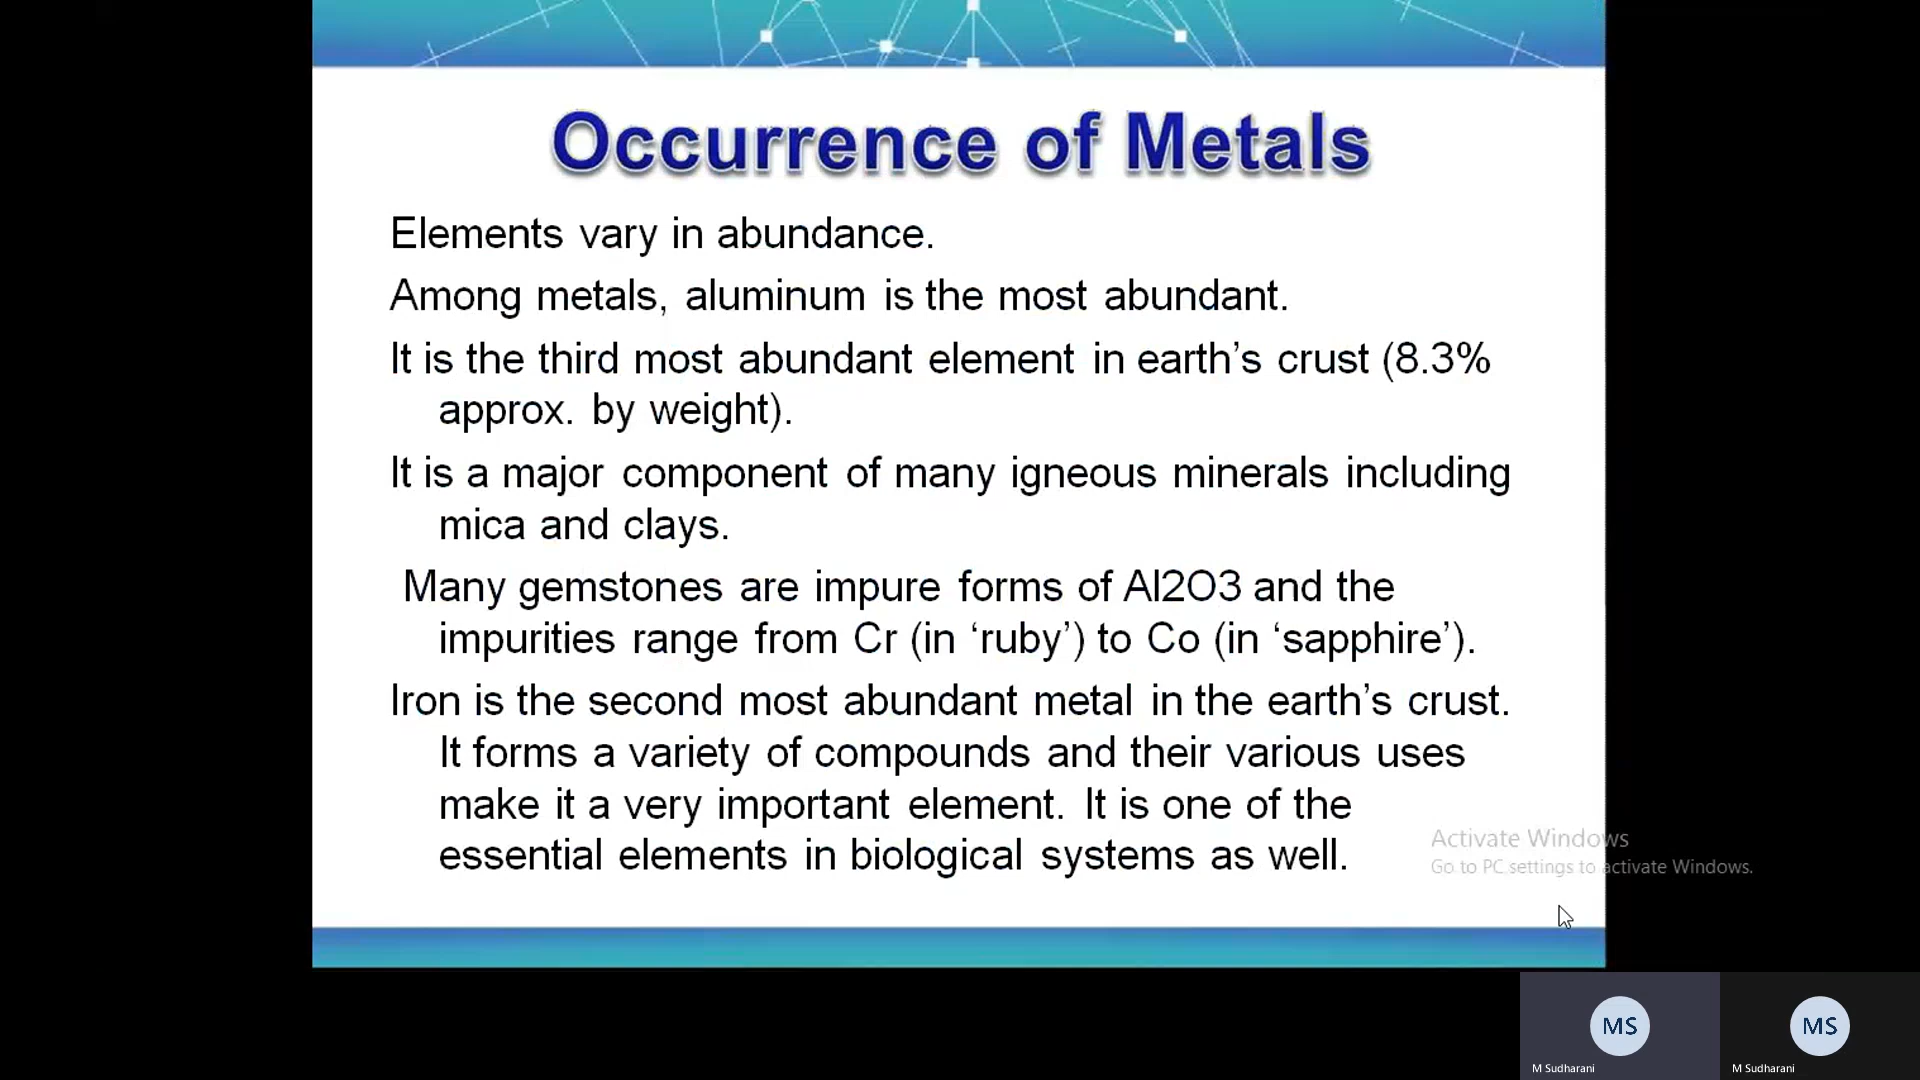 Occurrence of Metals
Elements vary in abundance.
Among metals, aluminum is the most abundant.
It is the third most abundant element in earth’s crust (8.3%
approx. by weight).
It is a major component of many igneous minerals including
mica and clays.
Many gemstones are impure forms of Al2O3 and the
impurities range from Cr (in ‘ruby’) to Co (in ‘sapphire’).
Iron is the second most abundant metal in the earth’s crust.
It forms a variety of compounds and their various uses
make it a very important element. It is one of the
essential elements in biological systems as well.
Activate Windows
Go to PC settings to activate Windows.
MS
M Sudharani
MS
M Sudharani